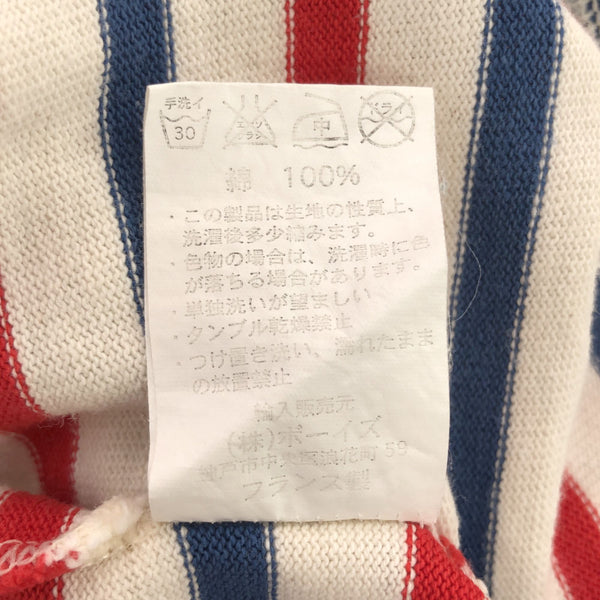 手洗イ
30
エンソ
サラシ
中
ドライ
綿 100%
・この製品は生地の性質上、
洗濯後多少縮みます。
・色物の場合は、洗濯時に色
が落ちる場合があります。
・単独洗いが望ましい
・タンブル乾燥禁止
・つけ置き洗い、濡れたまま
の放置禁止
輸入販売元
(株)ボーイズ
神戸市中央区浪花町59
フランス製